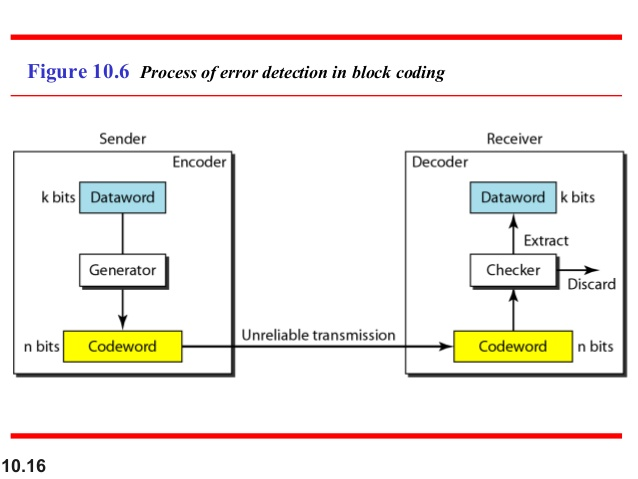 Figure 10.6 Process of error detection in block coding
Sender
Receiver
Encoder
Decoder
k bits
Dataword
Dataword
k bits
Extract
Generator
Checker
Discard
Unreliable transmission
n bits
Codeword
Codeword
n bits
10.16